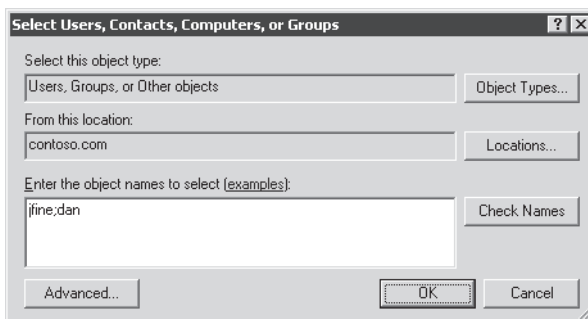 Select Users, Contacts, Computers, or Groups
Select this object type:
Users, Groups, or Other objects
Object Types...
From this location:
contoso.com
Locations...
Enter the object names to select (examples):
jfine;dan
Check Names
Advanced...
OK
Cancel